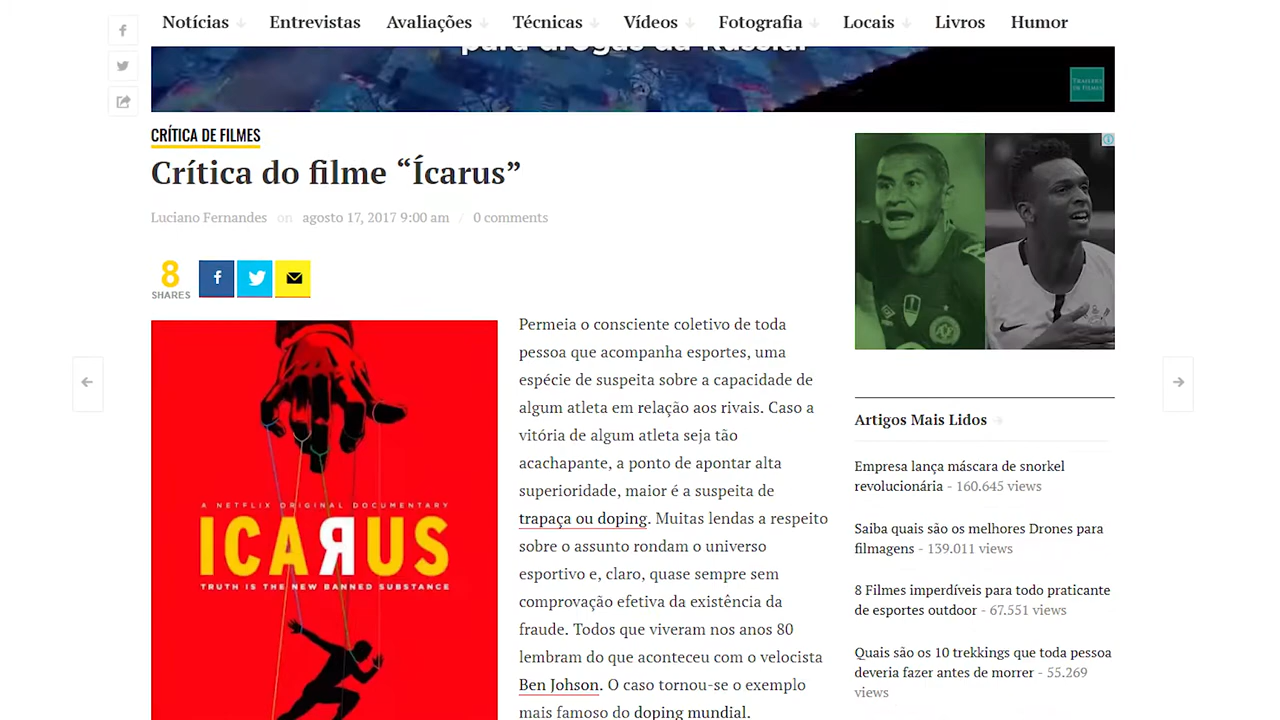 Notícias Entrevistas Avaliações Técnicas Vídeos Fotografia Locais Livros Humor
para drogas da Rússia!
TRAILERS
DE FILMES
CRÍTICA DE FILMES
Crítica do filme “Ícarus”
Luciano Fernandes on agosto 17, 2017 9:00 am / 0 comments
8
SHARES
A NETFLIX ORIGINAL DOCUMENTARY
ICAЯUS
TRUTH IS THE NEW BANNED SUBSTANCE
Permeia o consciente coletivo de toda
pessoa que acompanha esportes, uma
espécie de suspeita sobre a capacidade de
algum atleta em relação aos rivais. Caso a
vitória de algum atleta seja tão
acachapante, a ponto de apontar alta
superioridade, maior é a suspeita de
trapaça ou doping. Muitas lendas a respeito
sobre o assunto rondam o universo
esportivo e, claro, quase sempre sem
comprovação efetiva da existência da
fraude. Todos que viveram nos anos 80
lembram do que aconteceu com o velocista
Ben Johson. O caso tornou-se o exemplo
mais famoso do doping mundial.
Artigos Mais Lidos
Empresa lança máscara de snorkel
revolucionária - 160.645 views
Saiba quais são os melhores Drones para
filmagens - 139.011 views
8 Filmes imperdíveis para todo praticante
de esportes outdoor - 67.551 views
Quais são os 10 trekkings que toda pessoa
deveria fazer antes de morrer - 55.269
views